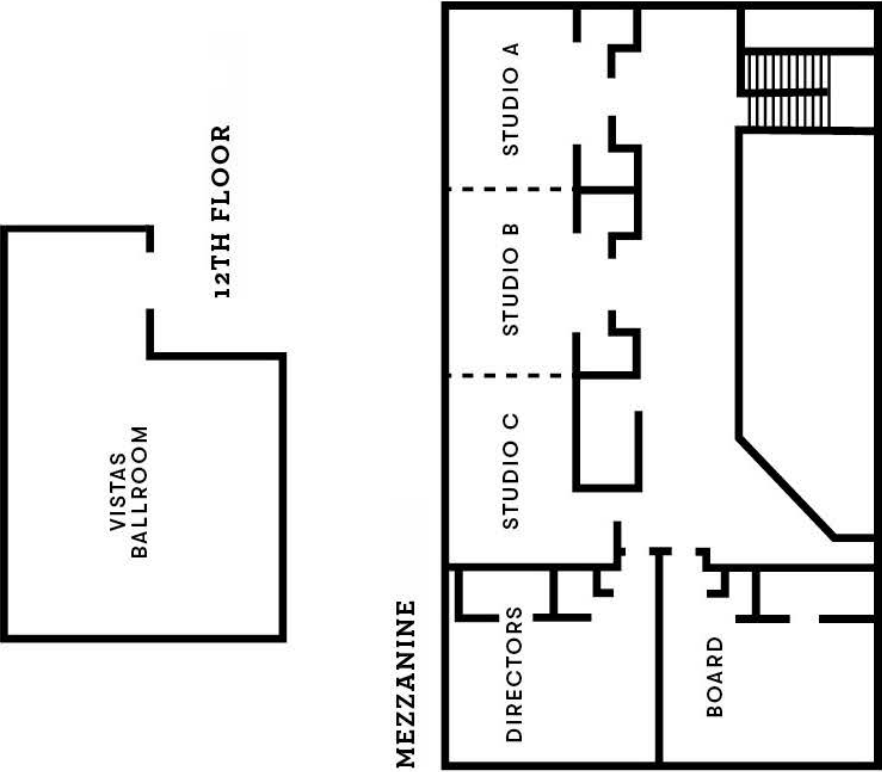 12TH FLOOR
VISTAS
BALLROOM
MEZZANINE
STUDIO A
STUDIO B
STUDIO C
DIRECTORS
BOARD